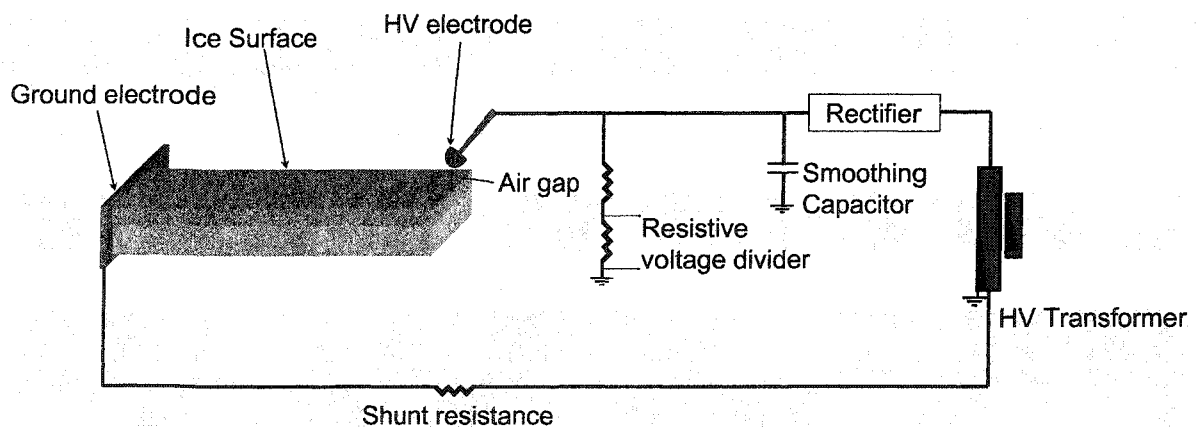 HV electrode
Ice Surface
Ground electrode
Rectifier
Air gap
Smoothing
Capacitor
Resistive
voltage divider
HV Transformer
Shunt resistance